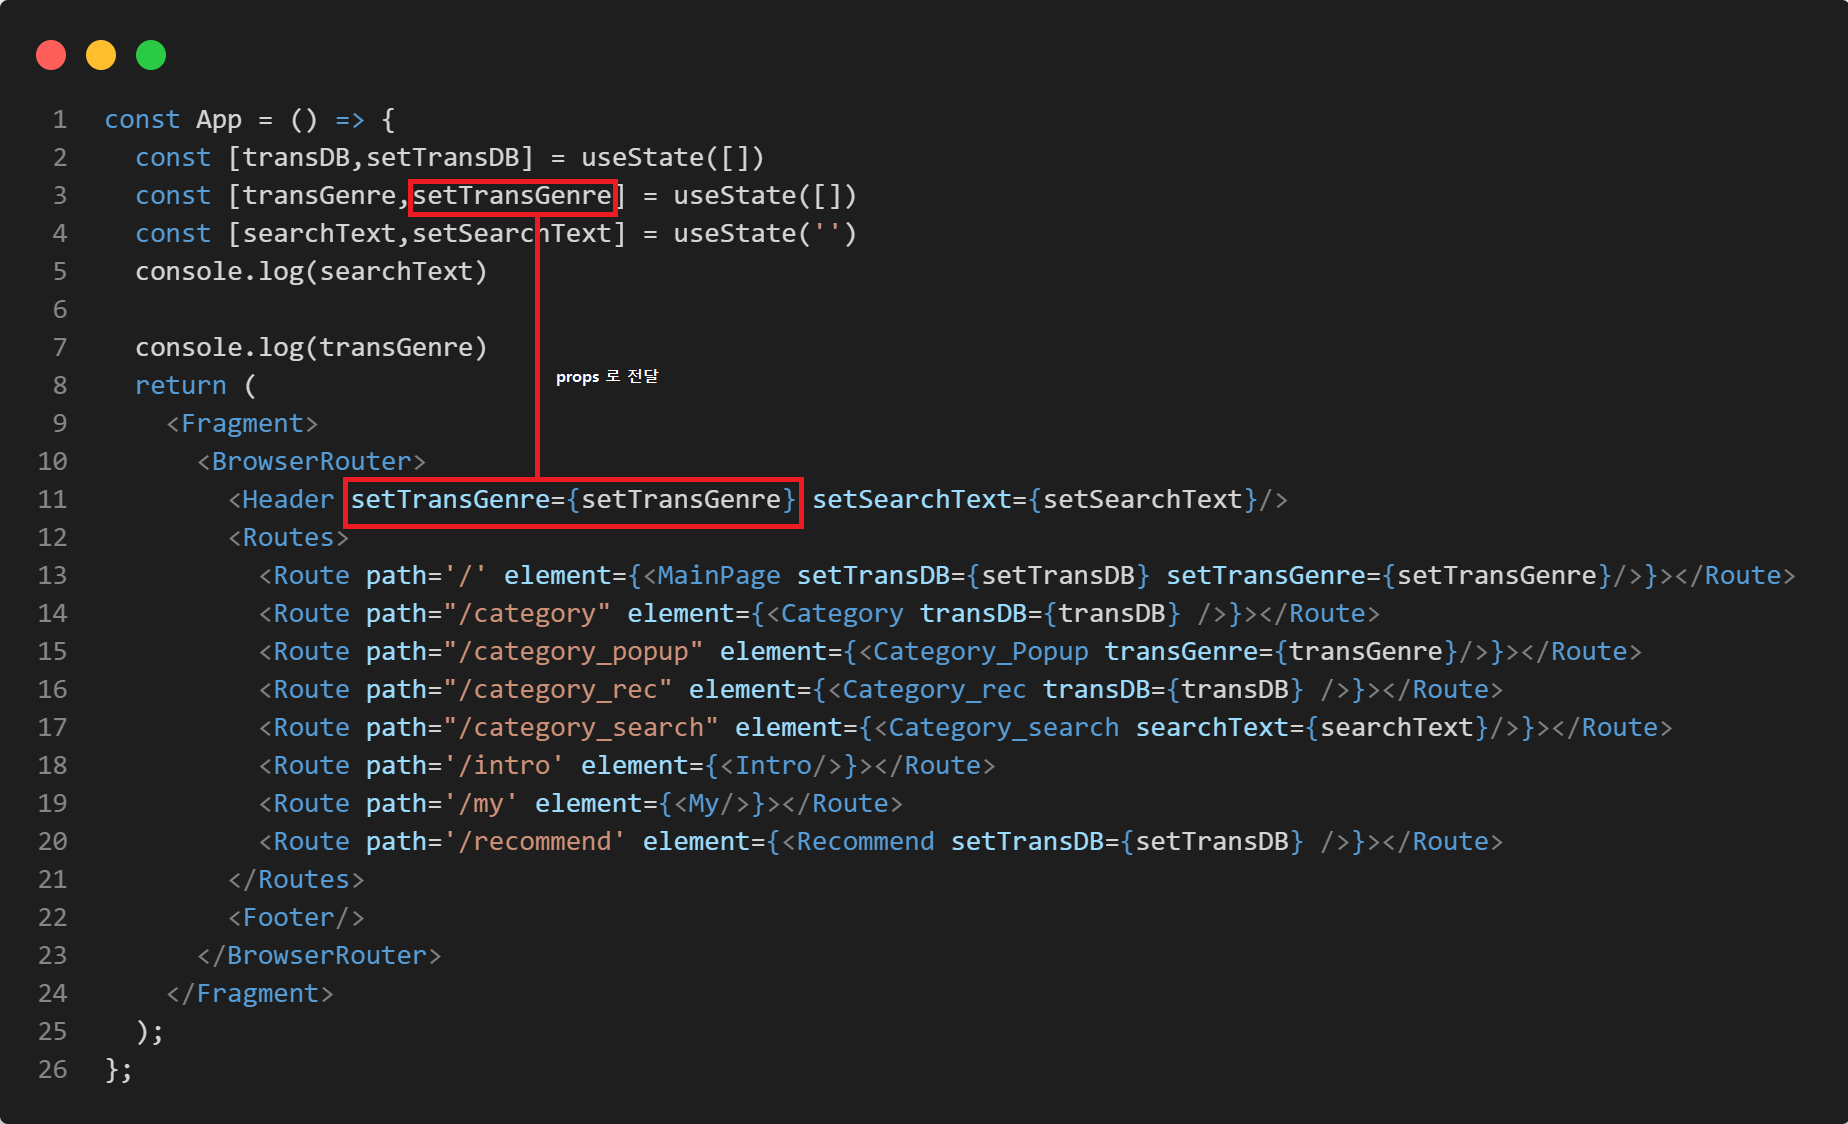 1 const App = () => {
2 const [transDB,setTransDB] = useState([])
3 const [transGenre,setTransGenre] = useState([])
4 const [searchText,setSearchText] = useState('')
5 console.log(searchText)
6
7 console.log(transGenre)
props 로 전달
8 return (
9 <Fragment>
10 <BrowserRouter>
11 <Header setTransGenre={setTransGenre} setSearchText={setSearchText}/>
12 <Routes>
13 <Route path='/' element={<MainPage setTransDB={setTransDB} setTransGenre={setTransGenre}/>}></Route>
14 <Route path="/category" element={<Category transDB={transDB} />}></Route>
15 <Route path="/category_popup" element={<Category_Popup transGenre={transGenre}/>}></Route>
16 <Route path="/category_rec" element={<Category_rec transDB={transDB} />}></Route>
17 <Route path="/category_search" element={<Category_search searchText={searchText}/>}></Route>
18 <Route path='/intro' element={<Intro/>}></Route>
19 <Route path='/my' element={<My/>}></Route>
20 <Route path='/recommend' element={<Recommend setTransDB={setTransDB} />}></Route>
21 </Routes>
22 <Footer/>
23 </BrowserRouter>
24 </Fragment>
25 );
26 };